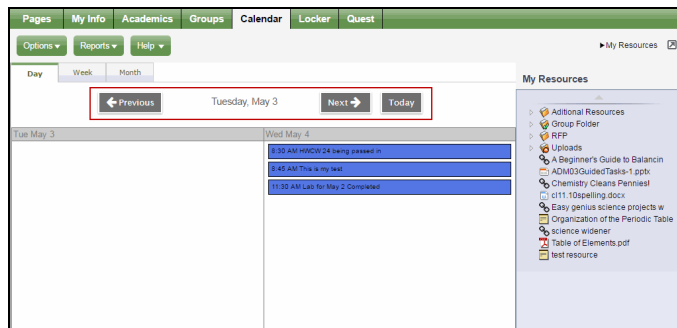 Pages My Info Academics Groups Calendar Locker Quest
Options Reports Help
My Resources
Day Week Month
My Resources
Previous Tuesday, May 3 Next Today
Tue May 3 Wed May 4
8:30 AM HWCW 24 being passed in
8:45 AM This is my test
11:30 AM Lab for May 2 Completed
Aditional Resources
Group Folder
RFP
Uploads
A Beginner's Guide to Balancin
ADM03GuidedTasks-1.pptx
Chemistry Cleans Pennies!
cl11.10spelling.docx
Easy genius science projects w
Organization of the Periodic Table
science widener
Table of Elements.pdf
test resource